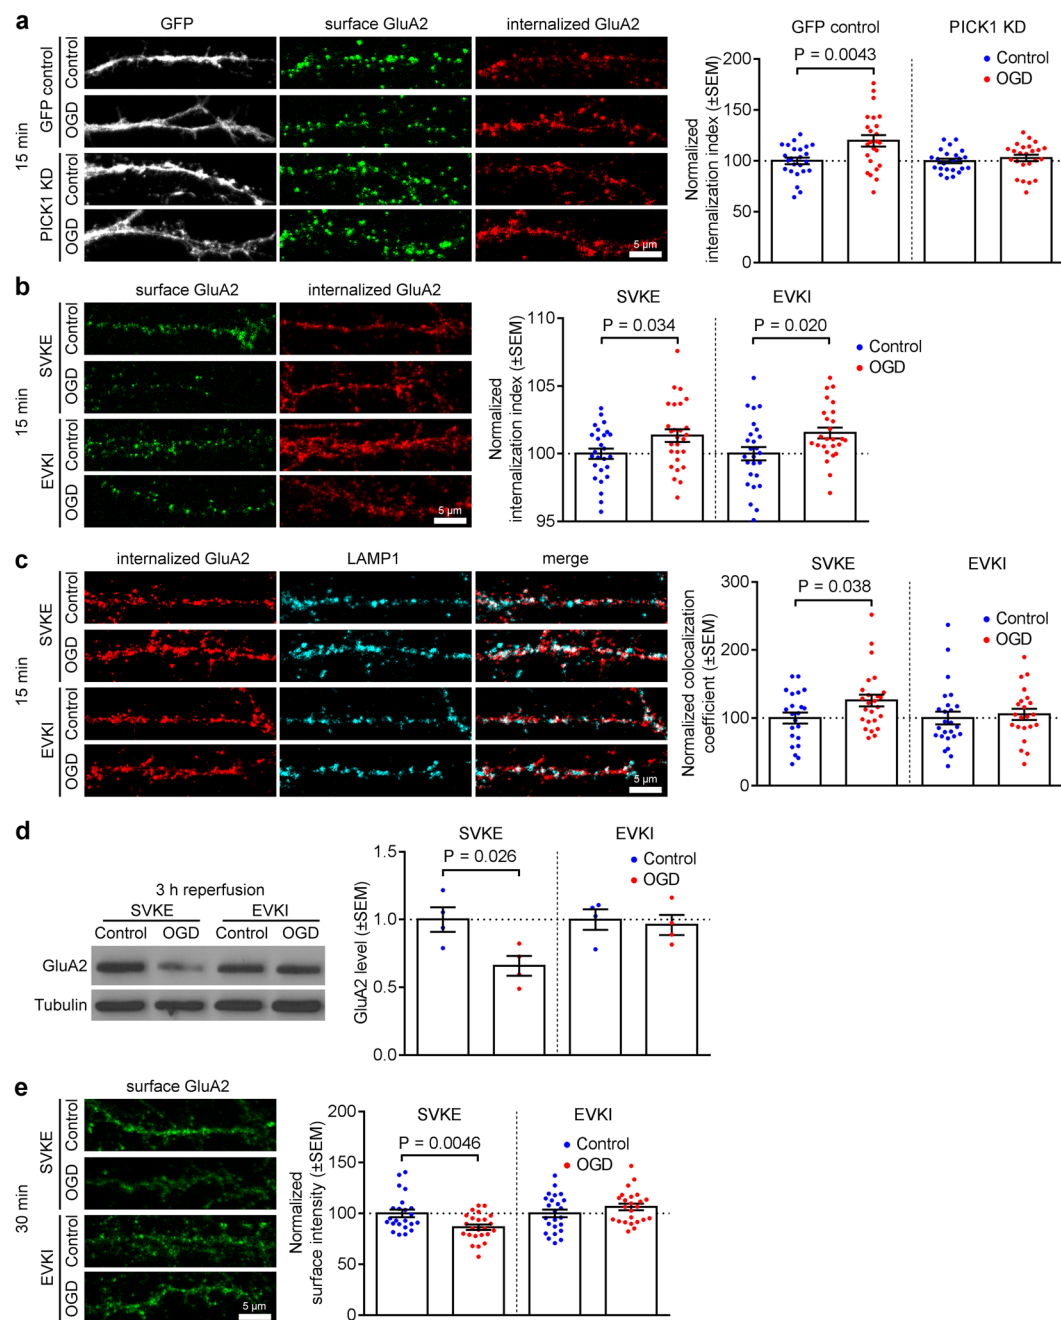 a
GFP
surface GluA2
internalized GluA2
15 min
GFP control
Control
OGD
PICK1 KD
Control
OGD
5 µm
GFP control
PICK1 KD
P = 0.0043
Control
OGD
Normalized
internalization index (±SEM)
200
150
100
50
0
b
surface GluA2
internalized GluA2
15 min
SVKE
Control
OGD
EVKI
Control
OGD
5 µm
SVKE
EVKI
P = 0.034
P = 0.020
Control
OGD
Normalized
internalization index (±SEM)
110
105
100
95
c
internalized GluA2
LAMP1
merge
15 min
SVKE
Control
OGD
EVKI
Control
OGD
5 µm
SVKE
EVKI
P = 0.038
Control
OGD
Normalized colocalization
coefficient (±SEM)
300
200
100
0
d
3 h reperfusion
SVKE
EVKI
Control OGD Control OGD
GluA2
Tubulin
SVKE
EVKI
P = 0.026
Control
OGD
GluA2 level (±SEM)
1.5
1.0
0.5
0.0
e
surface GluA2
30 min
SVKE
Control
OGD
EVKI
Control
OGD
5 µm
SVKE
EVKI
P = 0.0046
Control
OGD
Normalized
surface intensity (±SEM)
200
150
100
50
0